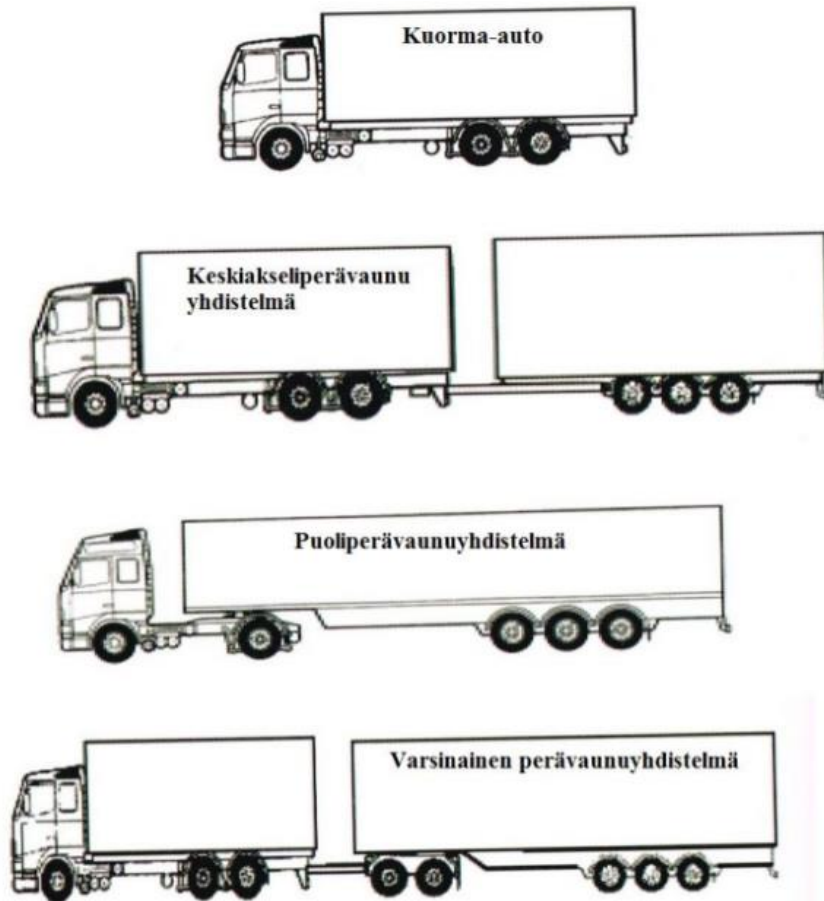 Kuorma-auto
Keskiakseliperävaunu
yhdistelmä
Puoliperävaunuyhdistelmä
Varsinainen perävaunuyhdistelmä